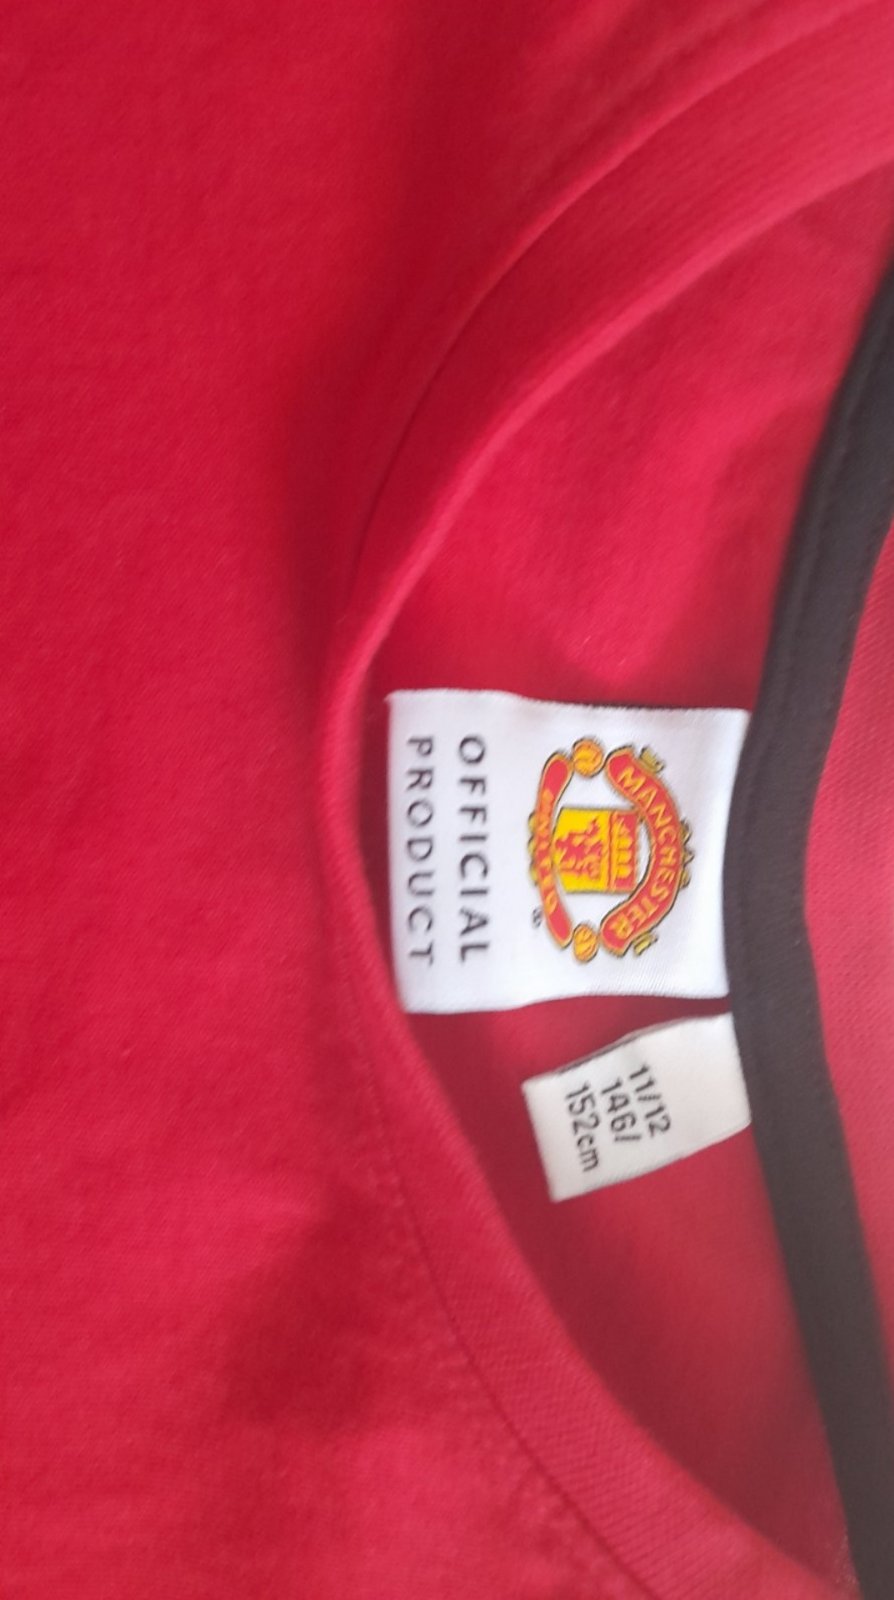 MANCHESTER
UNITED
®
OFFICIAL
PRODUCT
11/12
146/
152cm